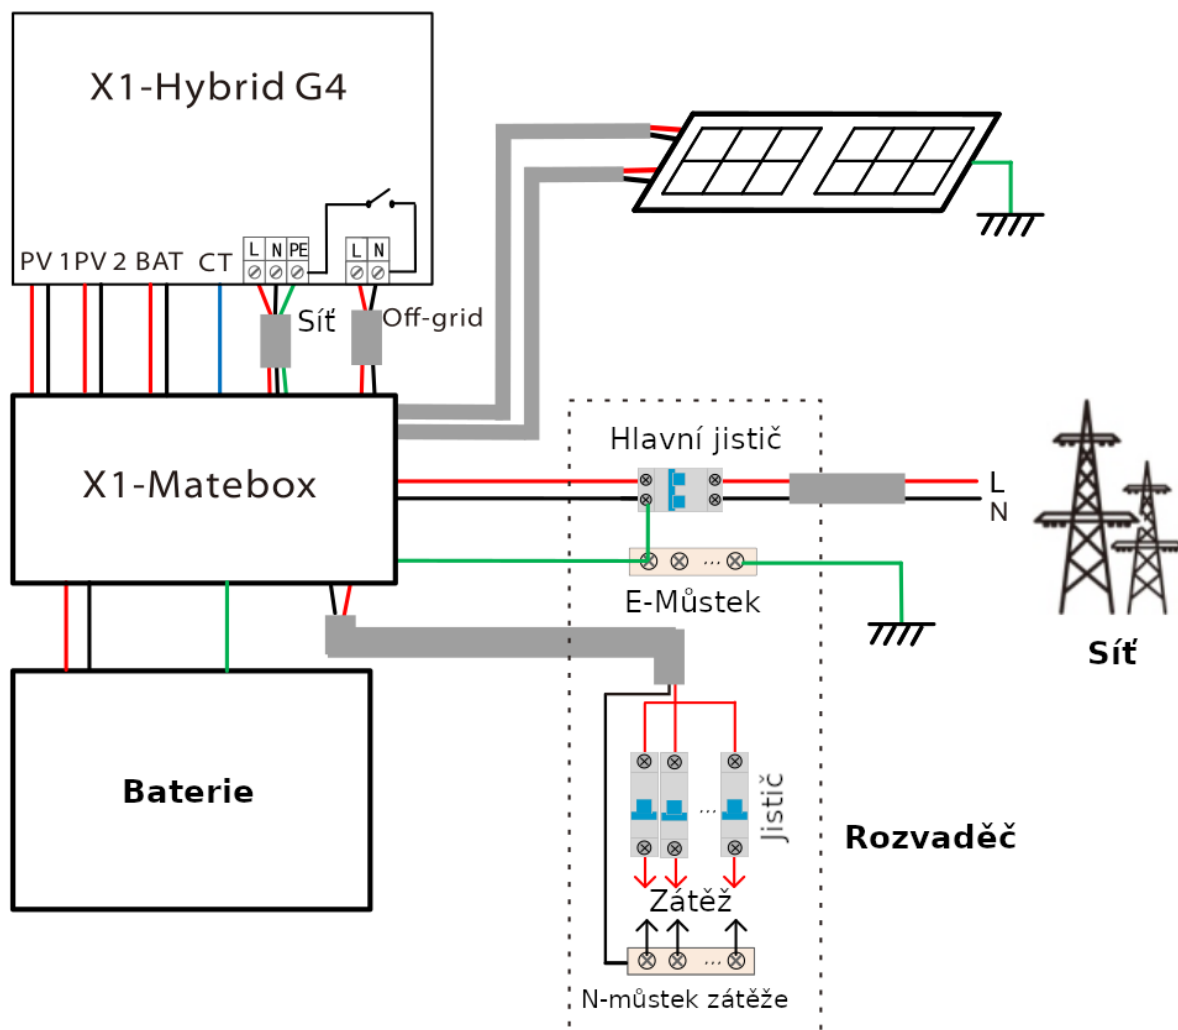 X1-Hybrid G4
PV 1 PV 2 BAT CT
L N PE
L N
Síť
Off-grid
X1-Matebox
Hlavní jistič
L
N
...
E-Můstek
Síť
Baterie
...
Jistič
Rozvaděč
Zátěž
...
N-můstek zátěže